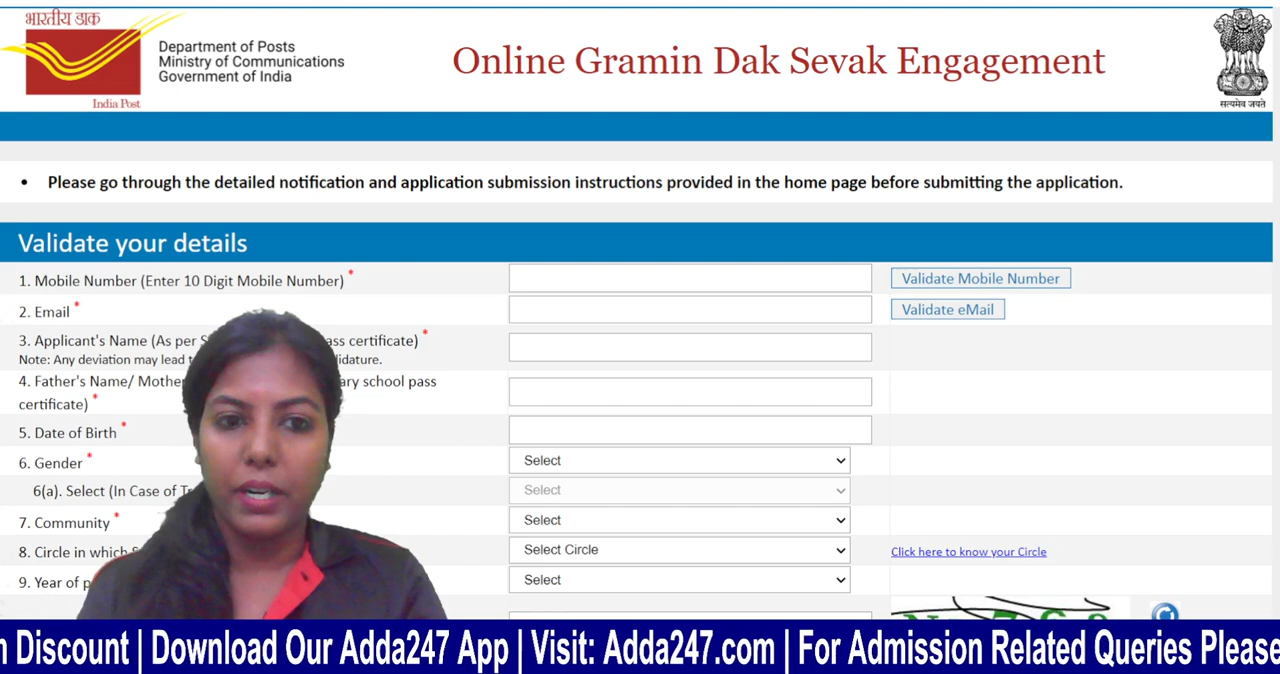 भारतीय डाक
India Post
Department of Posts
Ministry of Communications
Government of India
Online Gramin Dak Sevak Engagement
सत्यमेव जयते
• Please go through the detailed notification and application submission instructions provided in the home page before submitting the application.
Validate your details
1. Mobile Number (Enter 10 Digit Mobile Number) *
Validate Mobile Number
2. Email *
Validate eMail
3. Applicant's Name (As per ass certificate) *
Note: Any deviation may lead
4. Father's Name/ Mother school pass
certificate) *
5. Date of Birth *
6. Gender *
Select
6(a). Select (In Case of
Select
7. Community *
Select
8. Circle in which
Select Circle
Click here to know your Circle
9. Year of
Select
Discount | Download Our Adda247 App | Visit: Adda247.com | For Admission Related Queries Please